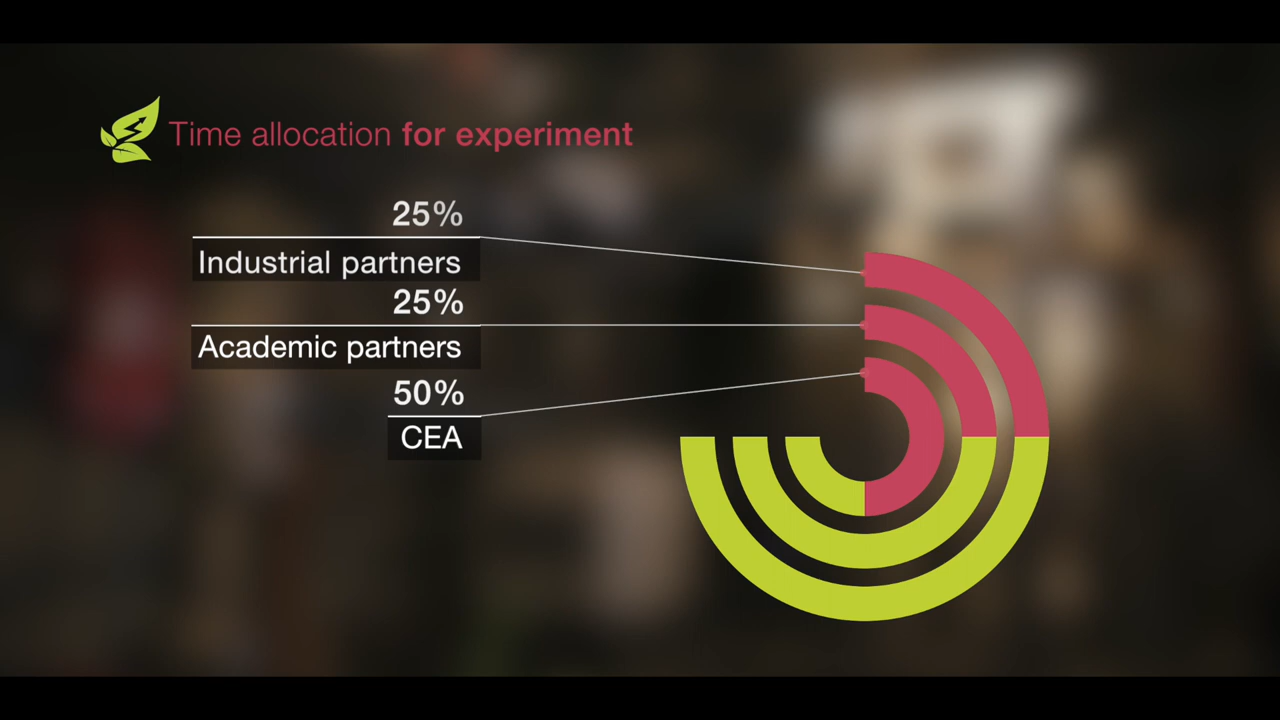 Time allocation for experiment
25%
Industrial partners
25%
Academic partners
50%
CEA